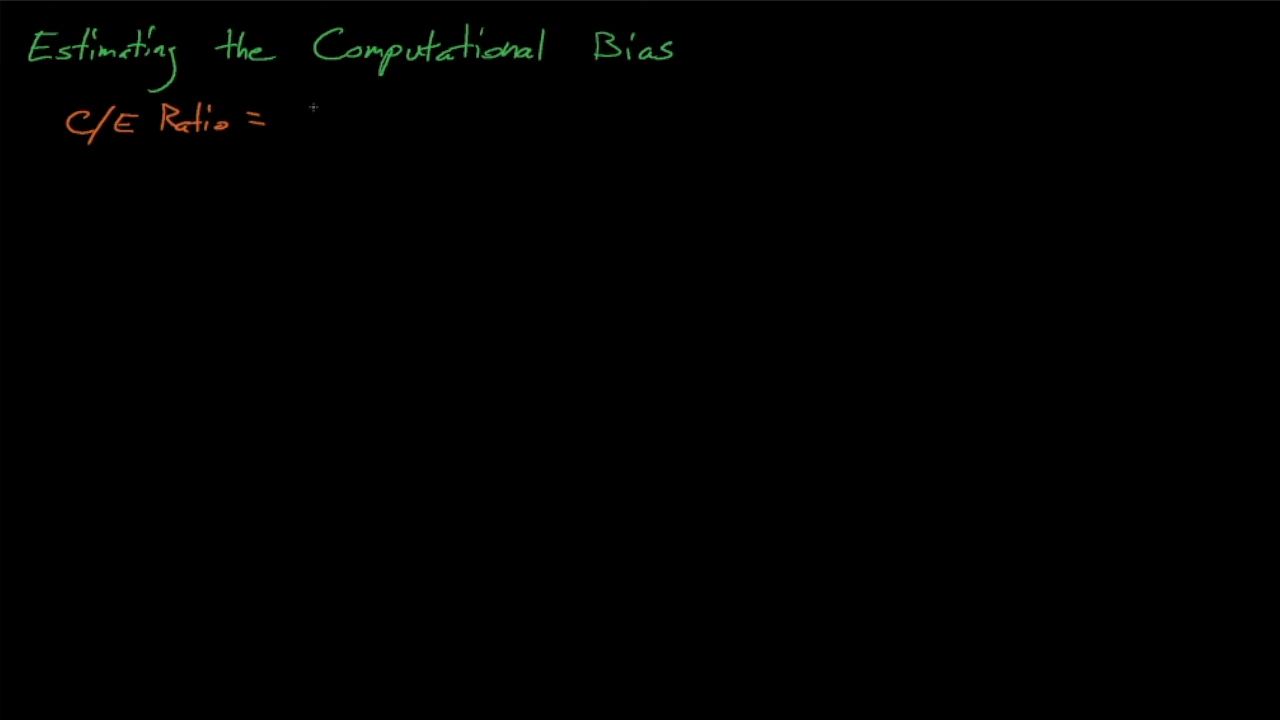 Estimating the Computational Bias
C/E Ratio =